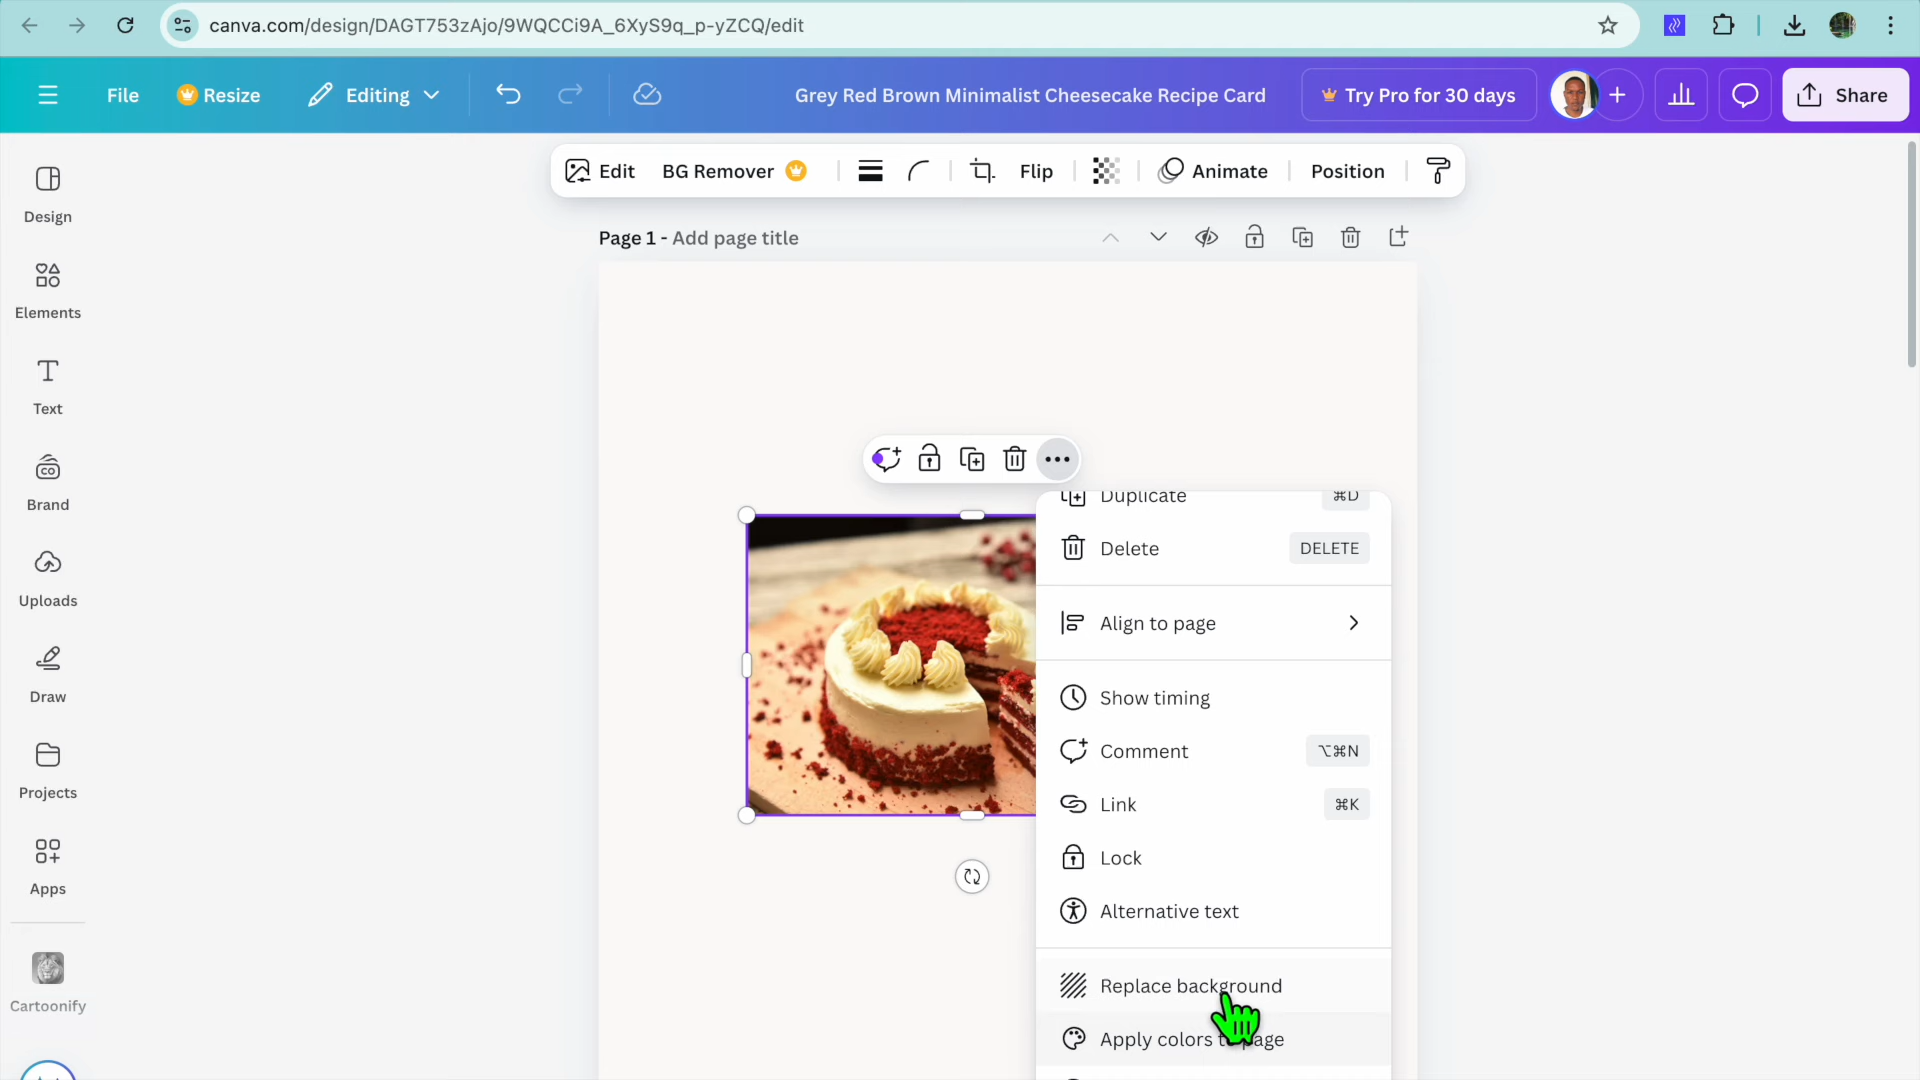 canva.com/design/DAGT753zAjo/9WQCCi9A_6XyS9q_p-yZCQ/edit
File
Resize
Editing
Grey Red Brown Minimalist Cheesecake Recipe Card
Try Pro for 30 days
Share
Edit
BG Remover
Flip
Animate
Position
Design
Elements
Text
Brand
Uploads
Draw
Projects
Apps
Cartoonify
Page 1 - Add page title
Duplicate ⌘D
Delete DELETE
Align to page
Show timing
Comment ⌥⌘N
Link ⌘K
Lock
Alternative text
Replace background
Apply colors to page